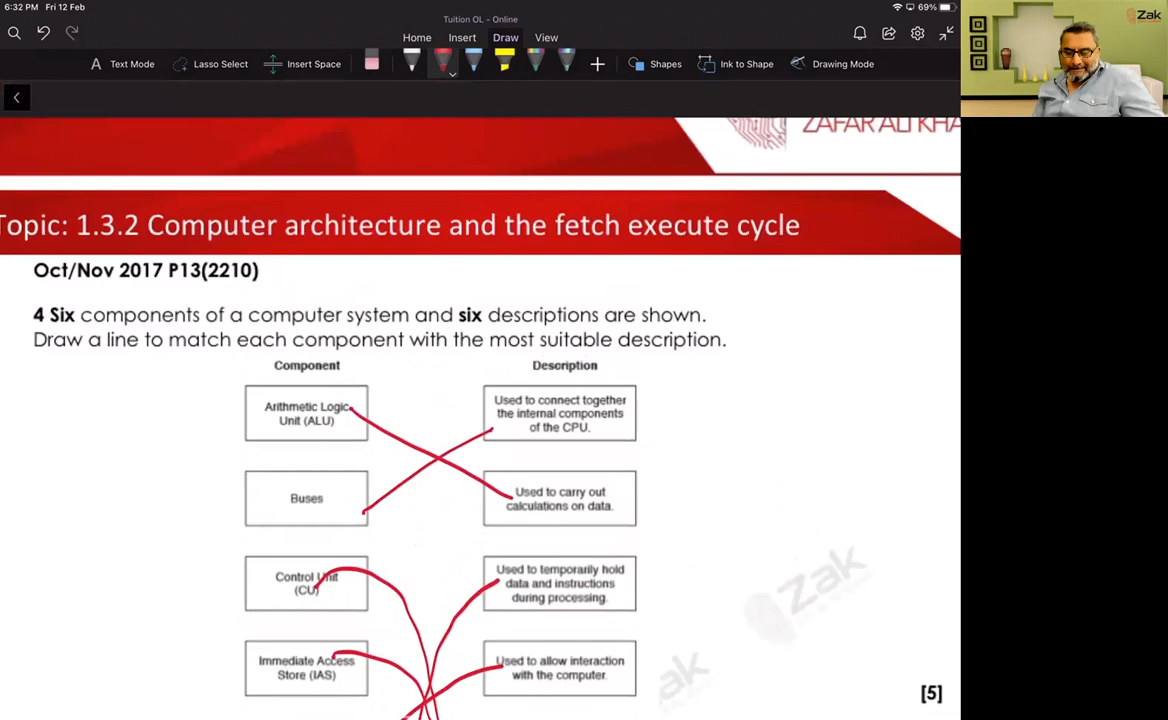 6:32 PM Fri 12 Feb
69%
Tuition OL - Online
Zak
Home Insert Draw View
Text Mode Lasso Select Insert Space Shapes Ink to Shape Drawing Mode
ZAFAR ALI KHA
Topic: 1.3.2 Computer architecture and the fetch execute cycle
Oct/Nov 2017 P13(2210)
4 Six components of a computer system and six descriptions are shown.
Draw a line to match each component with the most suitable description.
Component Description
Arithmetic Logic
Unit (ALU)
Used to connect together
the internal components
of the CPU.
Buses
Used to carry out
calculations on data.
Control Unit
(CU)
Used to temporarily hold
data and instructions
during processing.
Immediate Access
Store (IAS)
Used to allow interaction
with the computer.
Zak
zak
[5]